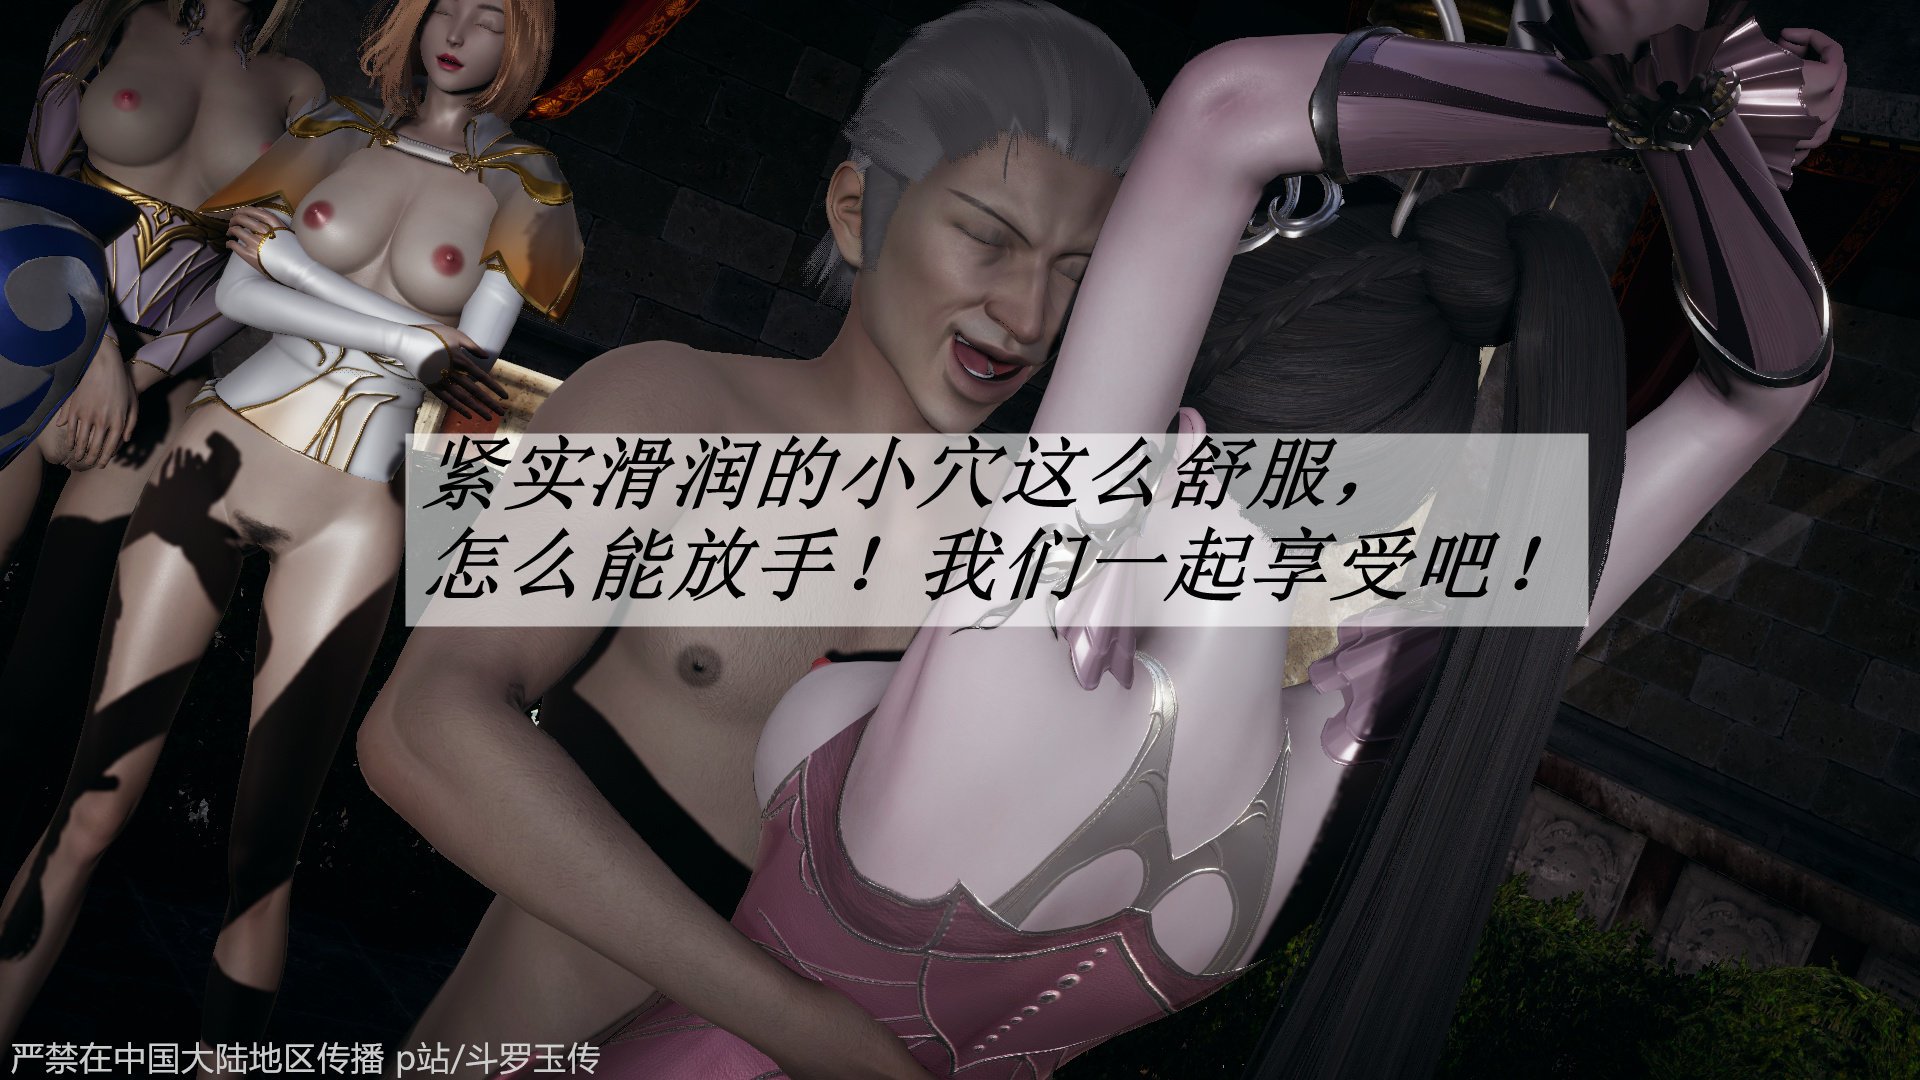 紧实滑润的小穴这么舒服，
怎么能放手！我们一起享受吧！
严禁在中国大陆地区传播 p站/斗罗玉传